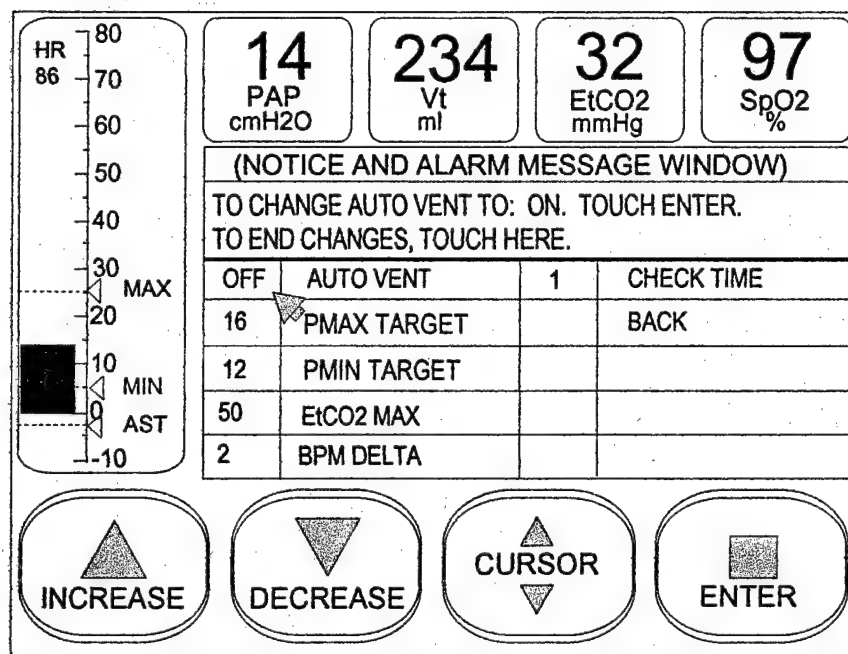 HR
86
80
70
60
50
40
30
20
10
0
-10
MAX
MIN
AST
14
PAP
cmH2O
234
Vt
ml
32
EtCO2
mmHg
97
SpO2
%
(NOTICE AND ALARM MESSAGE WINDOW)
TO CHANGE AUTO VENT TO: ON. TOUCH ENTER.
TO END CHANGES, TOUCH HERE.
OFF AUTO VENT 1 CHECK TIME
16 PMAX TARGET BACK
12 PMIN TARGET
50 EtCO2 MAX
2 BPM DELTA
INCREASE
DECREASE
CURSOR
ENTER